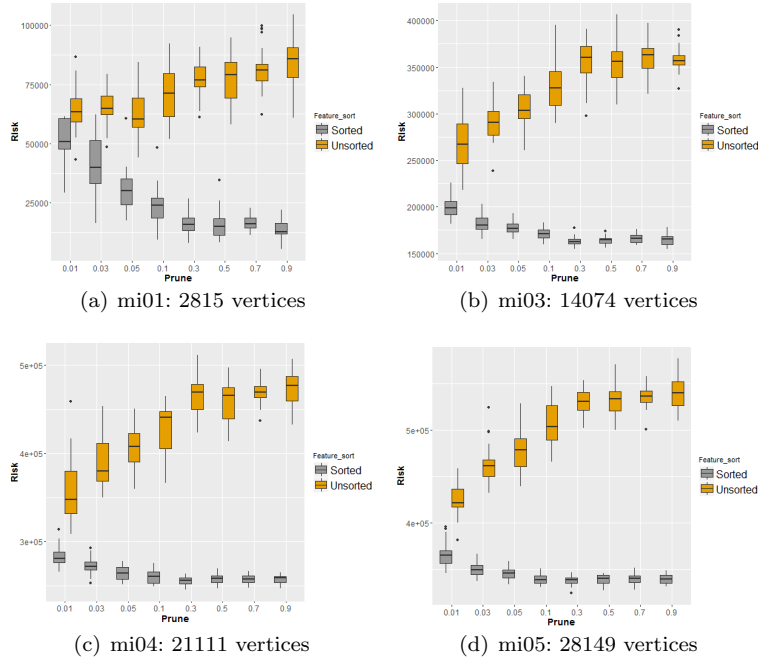 100000
75000
50000
25000
Risk
0.01 0.03 0.05 0.1 0.3 0.5 0.7 0.9
Prune
Feature_sort
Sorted
Unsorted
(a) mi01: 2815 vertices
400000
350000
300000
250000
200000
150000
Risk
0.01 0.03 0.05 0.1 0.3 0.5 0.7 0.9
Prune
Feature_sort
Sorted
Unsorted
(b) mi03: 14074 vertices
5e+05
4e+05
3e+05
Risk
0.01 0.03 0.05 0.1 0.3 0.5 0.7 0.9
Prune
Feature_sort
Sorted
Unsorted
(c) mi04: 21111 vertices
5e+05
4e+05
Risk
0.01 0.03 0.05 0.1 0.3 0.5 0.7 0.9
Prune
Feature_sort
Sorted
Unsorted
(d) mi05: 28149 vertices